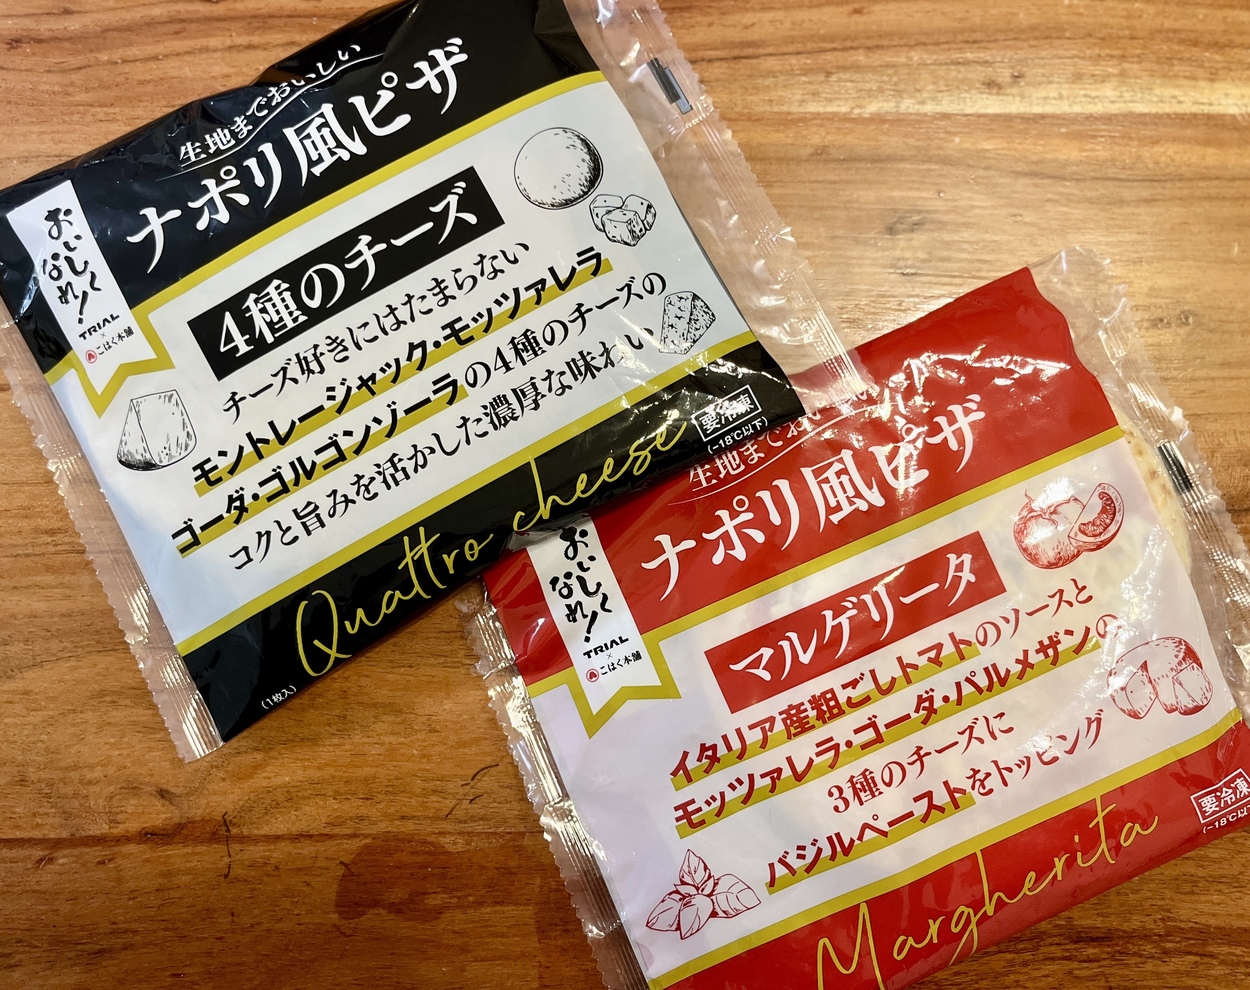 生地までおいしい
ナポリ風ピザ
おいしく
なれ!
TRIAL
×
こはく本舗
4種のチーズ
チーズ好きにはたまらない
モントレージャック・モッツァレラ
ゴーダ・ゴルゴンゾーラの4種のチーズの
コクと旨みを活かした濃厚な味わい
要冷凍
(-18℃以下)
Quattro cheese
(1枚入)
生地までおいしい
ナポリ風ピザ
おいしく
なれ!
TRIAL
×
こはく本舗
マルゲリータ
イタリア産粗ごしトマトのソースと
モッツァレラ・ゴーダ・パルメザンの
3種のチーズに
バジルペーストをトッピング
要冷凍
(-18℃以下
Margherita